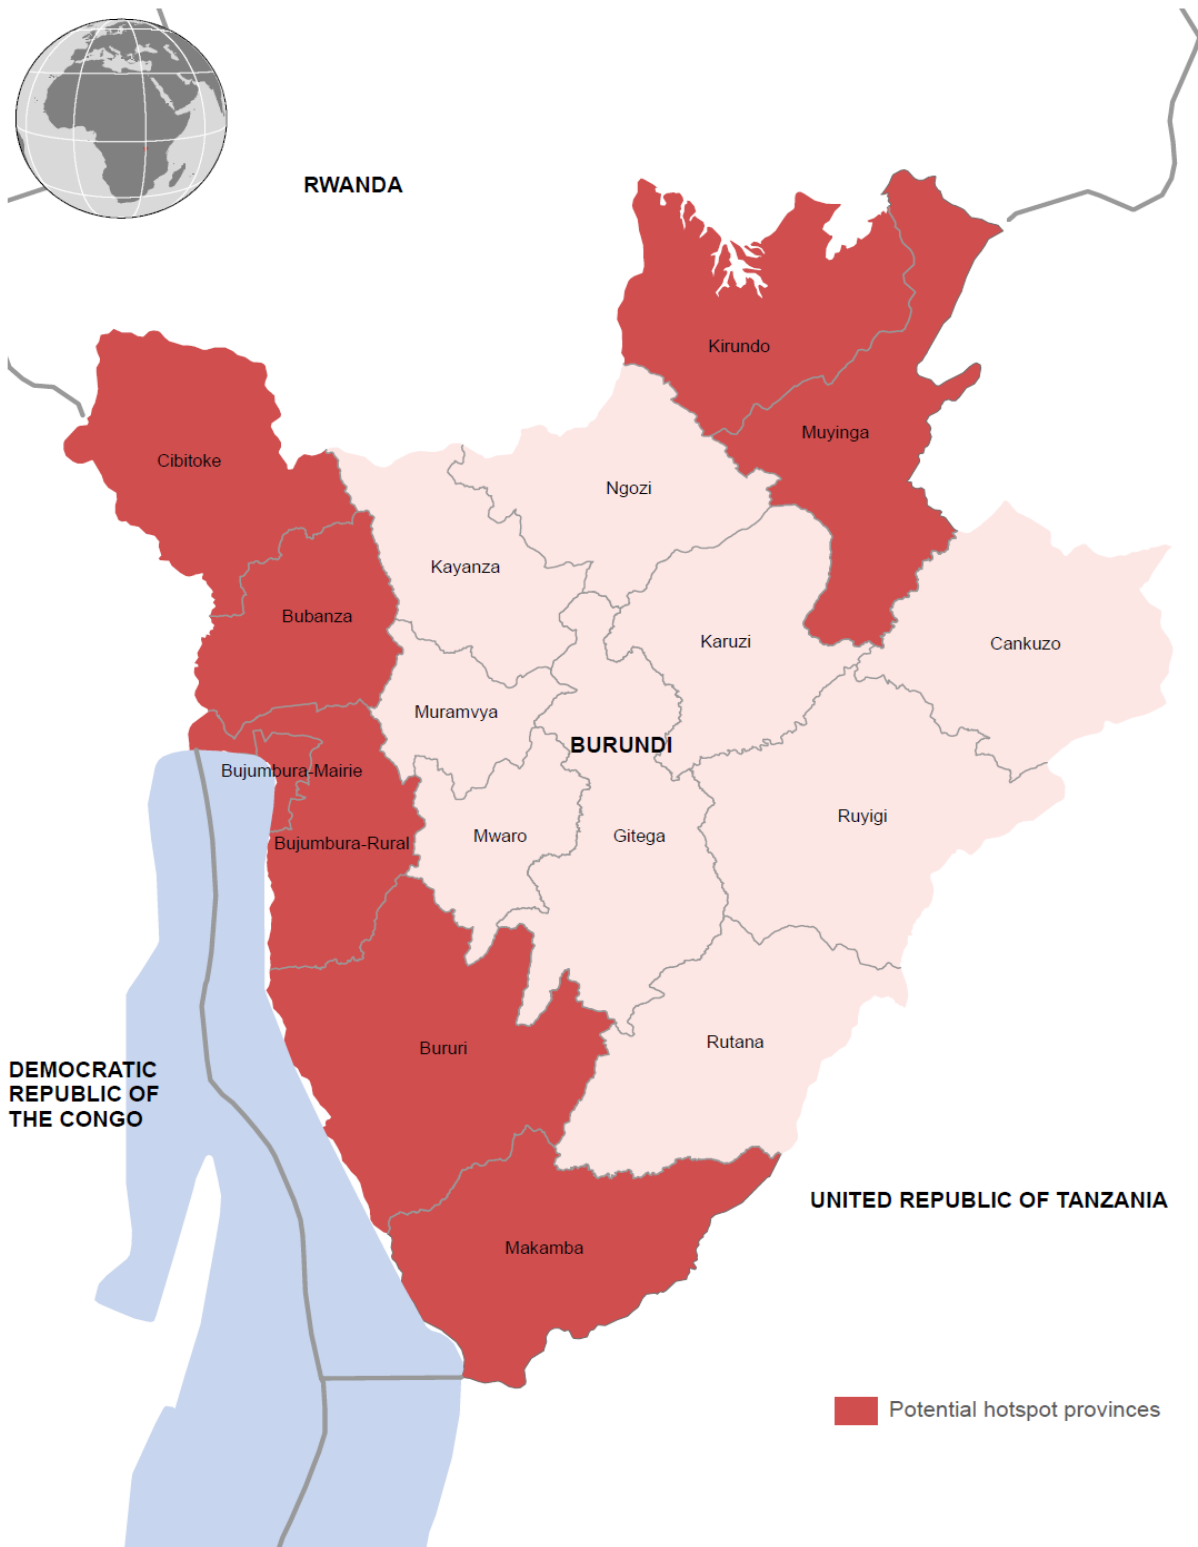 RWANDA
Kirundo
Muyinga
Cibitoke
Ngozi
Kayanza
Bubanza
Karuzi
Cankuzo
Muramvya
BURUNDI
Bujumbura-Mairie
Ruyigi
Mwaro
Gitega
Bujumbura-Rural
Rutana
Bururi
DEMOCRATIC
REPUBLIC OF
THE CONGO
UNITED REPUBLIC OF TANZANIA
Makamba
Potential hotspot provinces